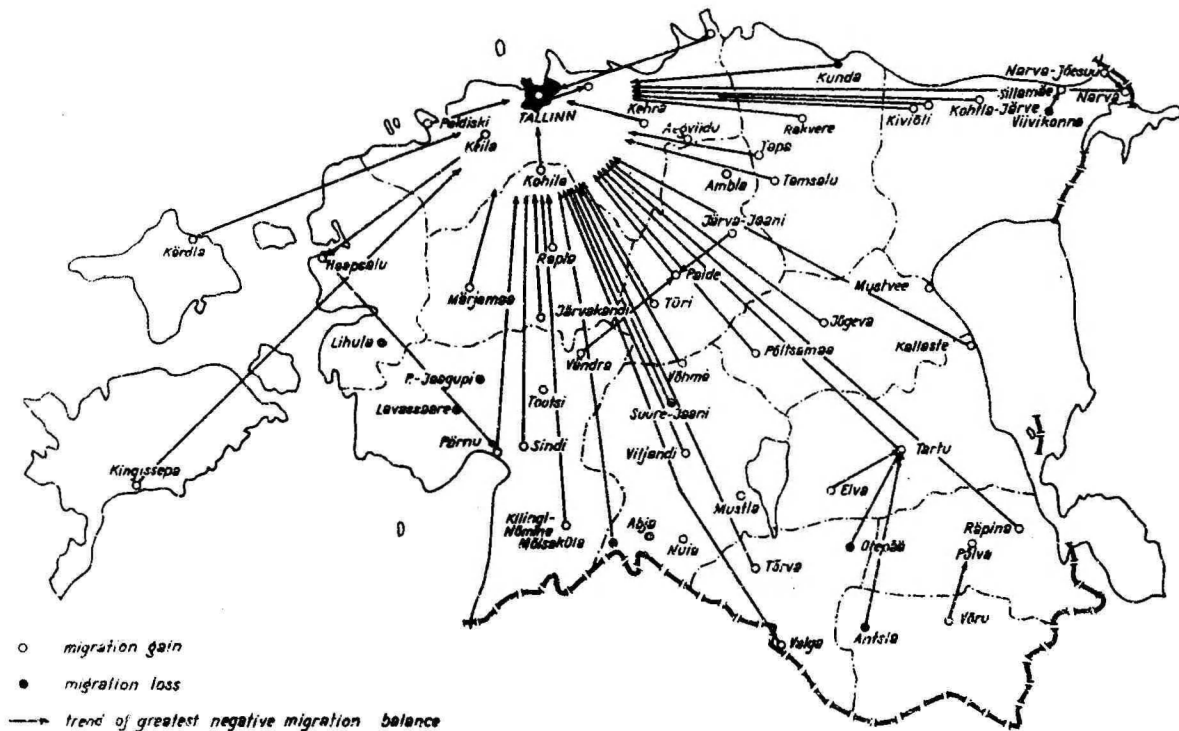 Narva-Jõesuu
Kunda
Sillamäe
Narva
TALLINN
Kehra
Kohtla-Järve
Paldiski
Rakvere
Kiviõli
Viivikonna
Keila
Aegviidu
Tapa
Kohila
Ambla
Tamsalu
Järva-Jaani
Kärdla
Haapsalu
Rapla
Paide
Mustvee
Märjamaa
Järvakandi
Türi
Jõgeva
Lihula
Vändra
Põltsamaa
Kallaste
P.-Jaagupi
Võhma
Tootsi
Lavassaare
Suure-Jaani
Pärnu
Sindi
Viljandi
Tartu
Kingissepa
Elva
Mustla
Kilingi-
Nõmme
Räpina
Abja
Mõisaküla
Nuia
Otepää
Põlva
Tõrva
Võru
Valga
Antsla
migration gain
migration loss
trend of greatest negative migration balance